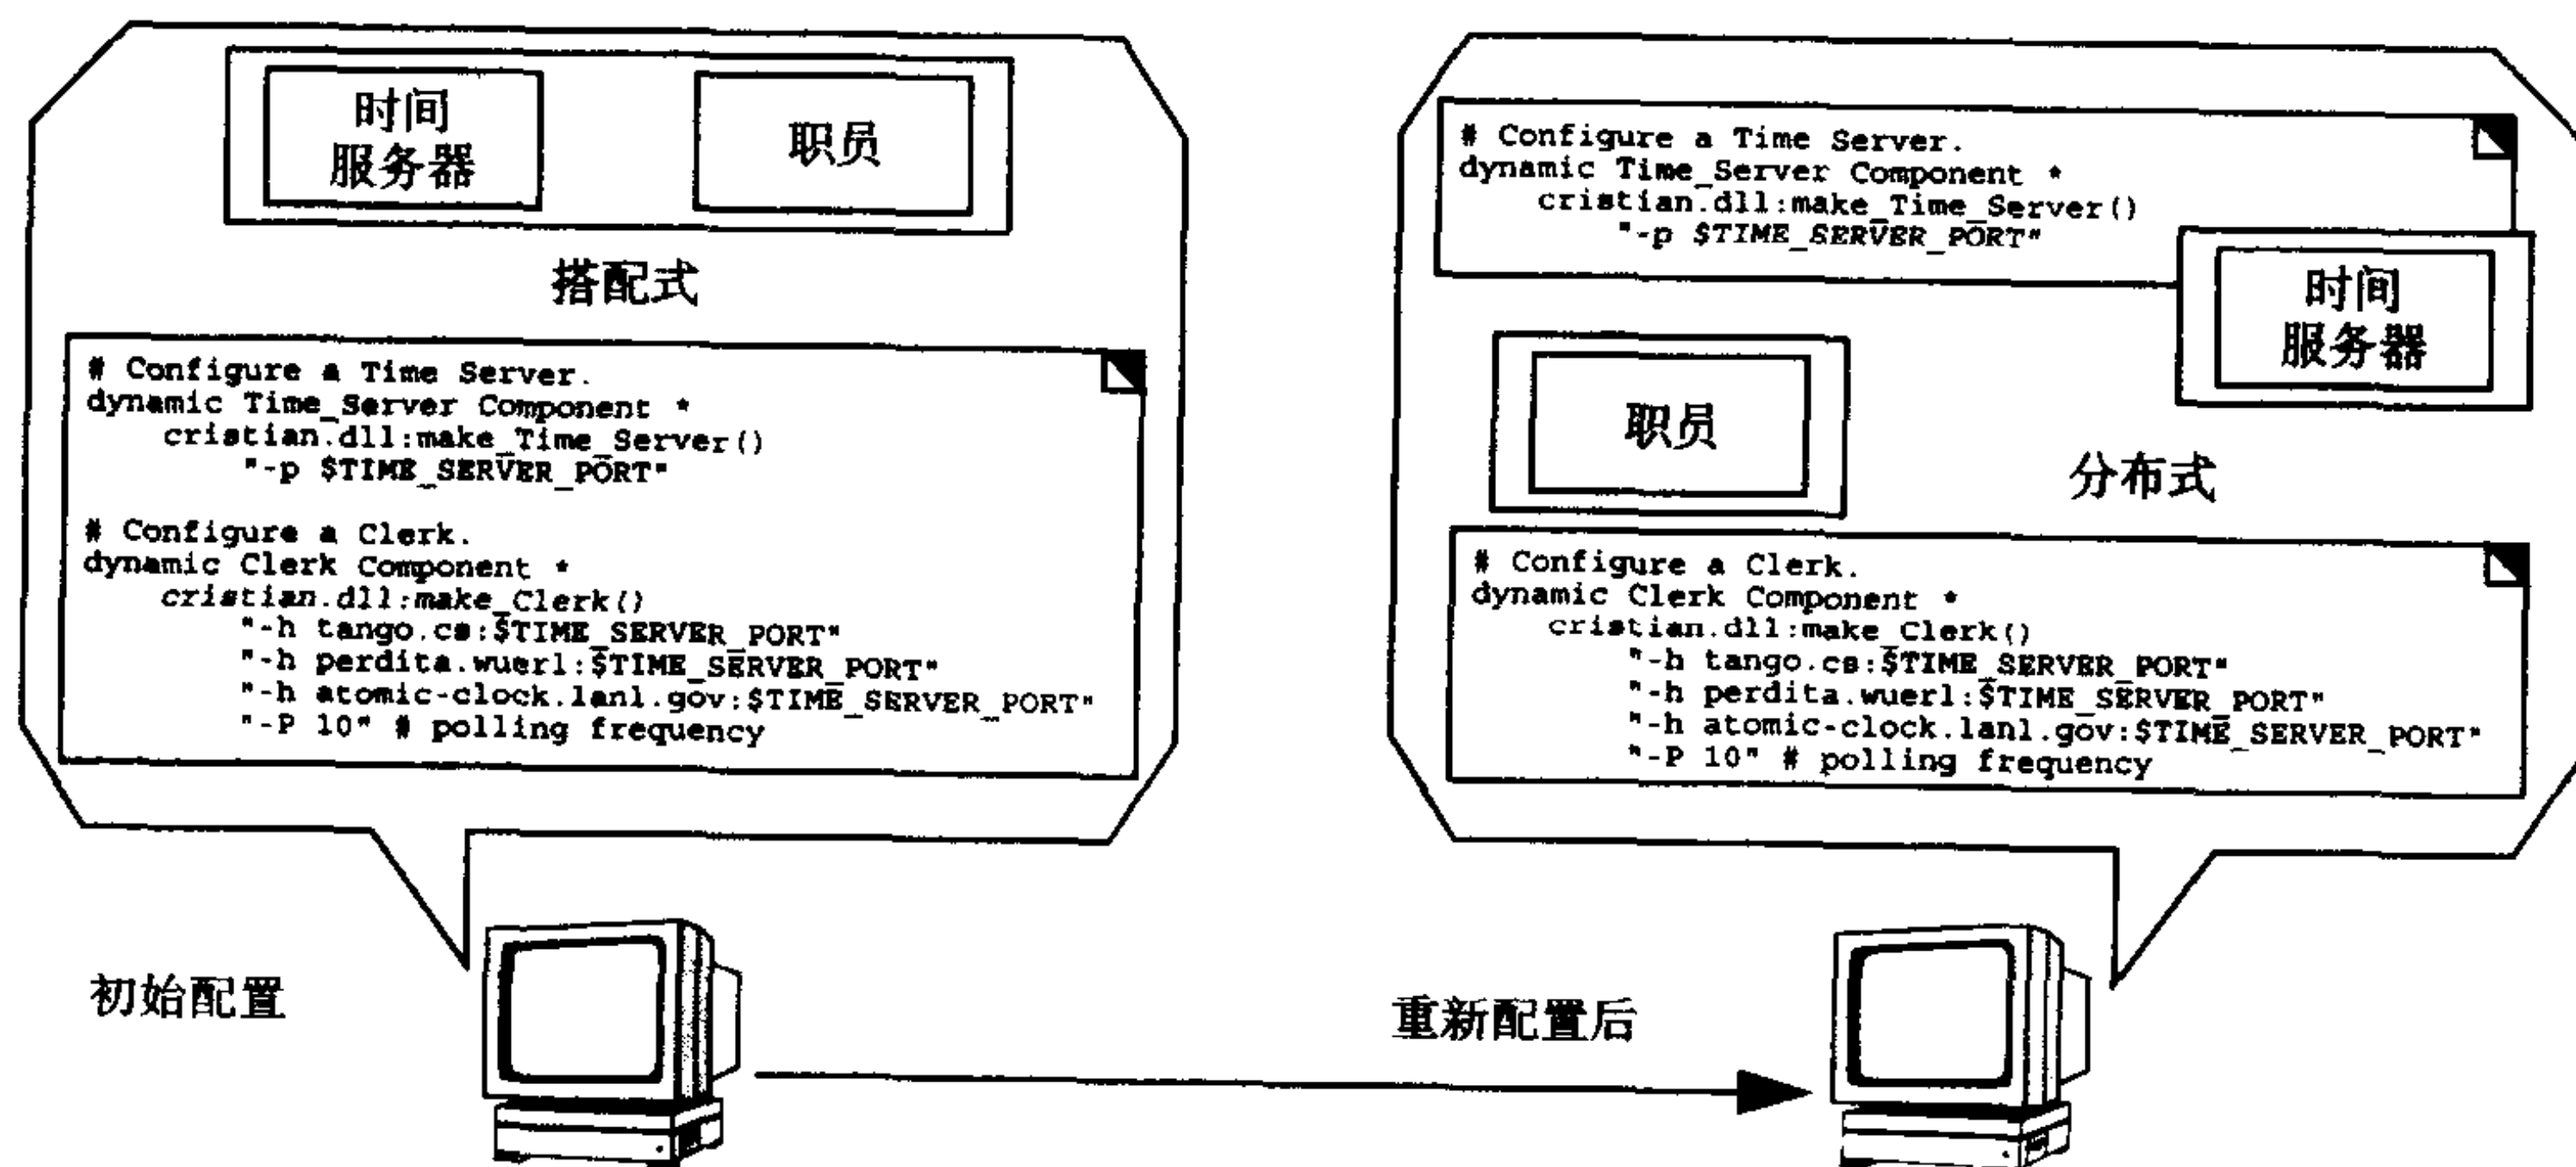 时间
服务器
职员
搭配式
# Configure a Time Server.
dynamic Time_Server Component *
cristian.dll:make_Time_Server()
"-p $TIME_SERVER_PORT"
# Configure a Clerk.
dynamic Clerk Component *
cristian.dll:make_Clerk()
"-h tango.cs:$TIME_SERVER_PORT"
"-h perdita.wuerl:$TIME_SERVER_PORT"
"-h atomic-clock.lanl.gov:$TIME_SERVER_PORT"
"-P 10" # polling frequency
初始配置
# Configure a Time Server.
dynamic Time_Server Component *
cristian.dll:make_Time_Server()
"-p $TIME_SERVER_PORT"
时间
服务器
职员
分布式
# Configure a Clerk.
dynamic Clerk Component *
cristian.dll:make_Clerk()
"-h tango.cs:$TIME_SERVER_PORT"
"-h perdita.wuerl:$TIME_SERVER_PORT"
"-h atomic-clock.lanl.gov:$TIME_SERVER_PORT"
"-P 10" # polling frequency
重新配置后